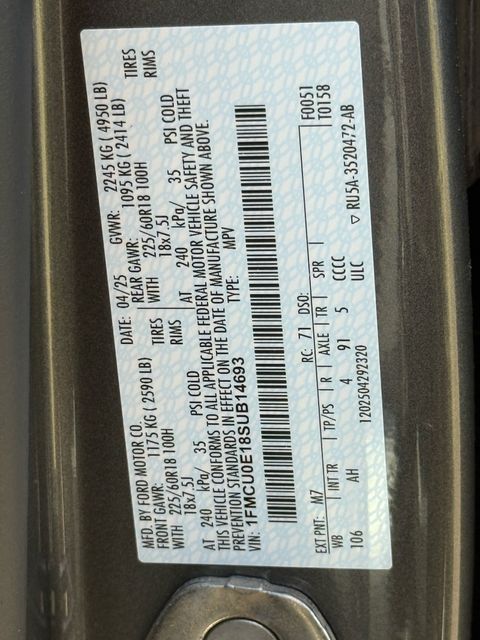 MFD. BY FORD MOTOR CO.
DATE: 04/25 GVWR: 2245 KG ( 4950 LB)
FRONT GAWR: 1175 KG ( 2590 LB) REAR GAWR: 1095 KG ( 2414 LB)
WITH 225/60R18 100H TIRES WITH 225/60R18 100H TIRES
18x7.5J RIMS 18x7.5J RIMS
AT 240 kPa/ 35 PSI COLD AT 240 kPa/ 35 PSI COLD
THIS VEHICLE CONFORMS TO ALL APPLICABLE FEDERAL MOTOR VEHICLE SAFETY AND THEFT
PREVENTION STANDARDS IN EFFECT ON THE DATE OF MANUFACTURE SHOWN ABOVE.
VIN: 1FMCU0E18SUB14693 TYPE: MPV
EXT PNT: M7 RC: 71 DSO: F0051
WB INT TR TP/PS R AXLE TR SPR T0158
106 AH 4 91 5 CCCC
1202504292320 ULC ▽ RU5A-3520472-AB